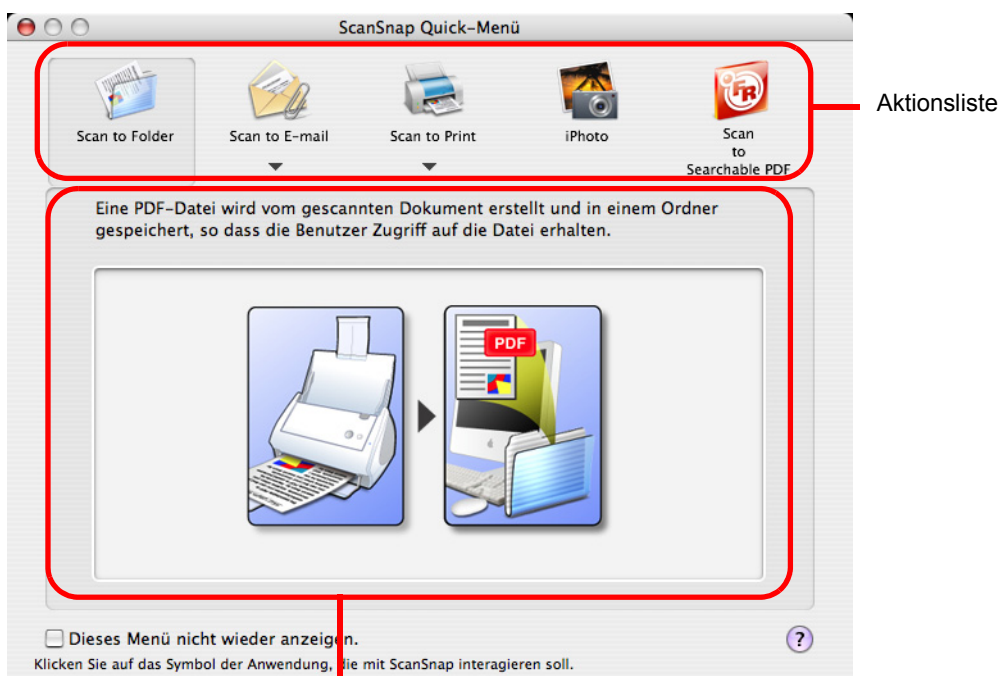 ScanSnap Quick-Menü
Scan to Folder
Scan to E-mail
Scan to Print
iPhoto
Scan
to
Searchable PDF
Aktionsliste
Eine PDF-Datei wird vom gescannten Dokument erstellt und in einem Ordner
gespeichert, so dass die Benutzer Zugriff auf die Datei erhalten.
PDF
Dieses Menü nicht wieder anzeigen.
?
Klicken Sie auf das Symbol der Anwendung, die mit ScanSnap interagieren soll.